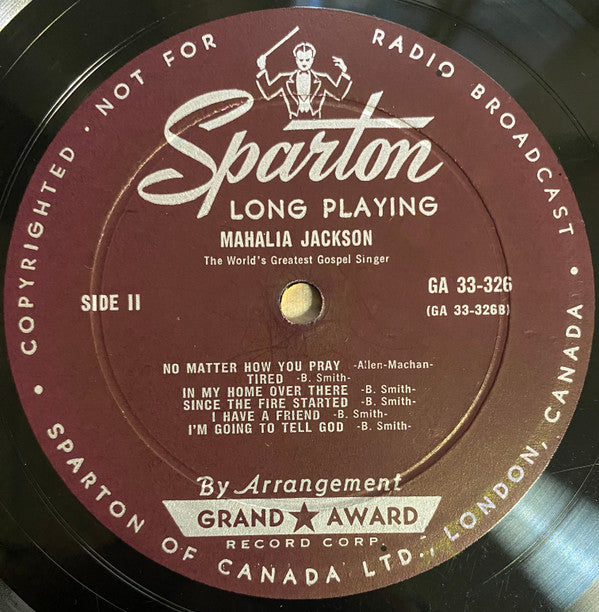 COPYRIGHTED · NOT FOR RADIO BROADCAST
Sparton
LONG PLAYING
MAHALIA JACKSON
The World's Greatest Gospel Singer
SIDE II
GA 33-326
(GA 33-326B)
NO MATTER HOW YOU PRAY -Allen-Machan-
TIRED -B. Smith-
IN MY HOME OVER THERE -B. Smith-
SINCE THE FIRE STARTED -B. Smith-
I HAVE A FRIEND -B. Smith-
I'M GOING TO TELL GOD -B. Smith-
By Arrangement
GRAND ★ AWARD
RECORD CORP.
• SPARTON OF CANADA LTD., LONDON, CANADA •